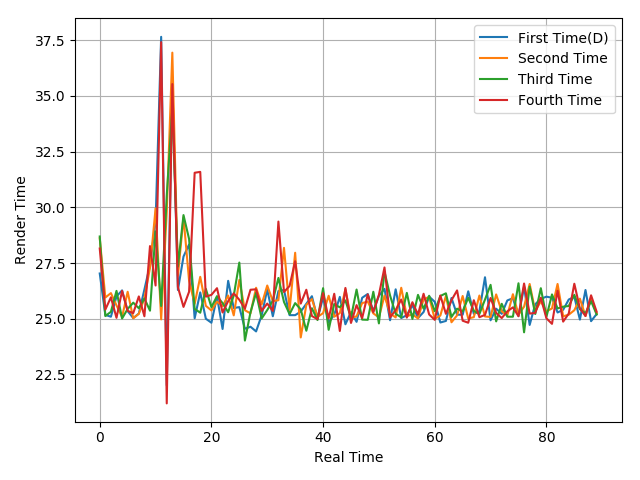 First Time(D)
Second Time
Third Time
Fourth Time
37.5
35.0
32.5
30.0
27.5
25.0
22.5
Render Time
0 20 40 60 80
Real Time